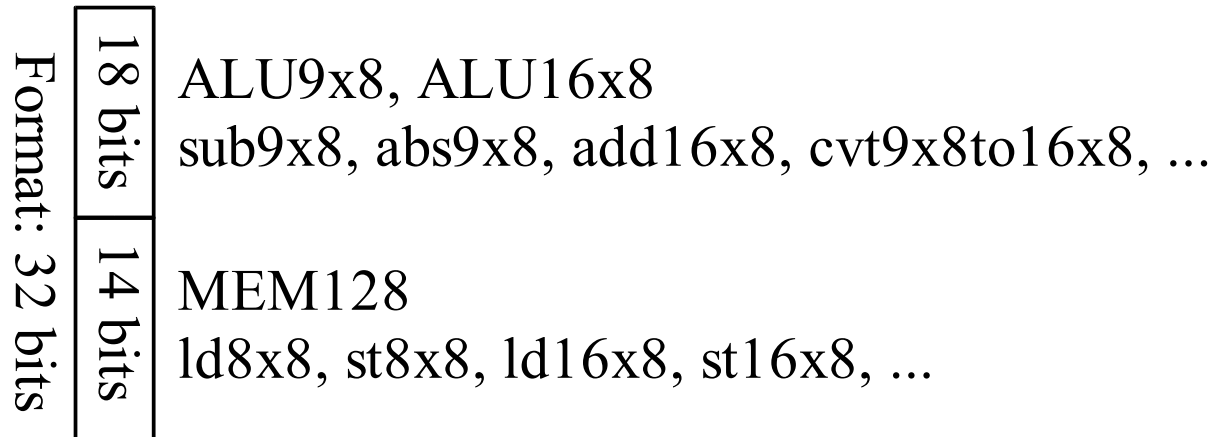 Format: 32 bits
18 bits
ALU9x8, ALU16x8
sub9x8, abs9x8, add16x8, cvt9x8to16x8, ...
14 bits
MEM128
ld8x8, st8x8, ld16x8, st16x8, ...